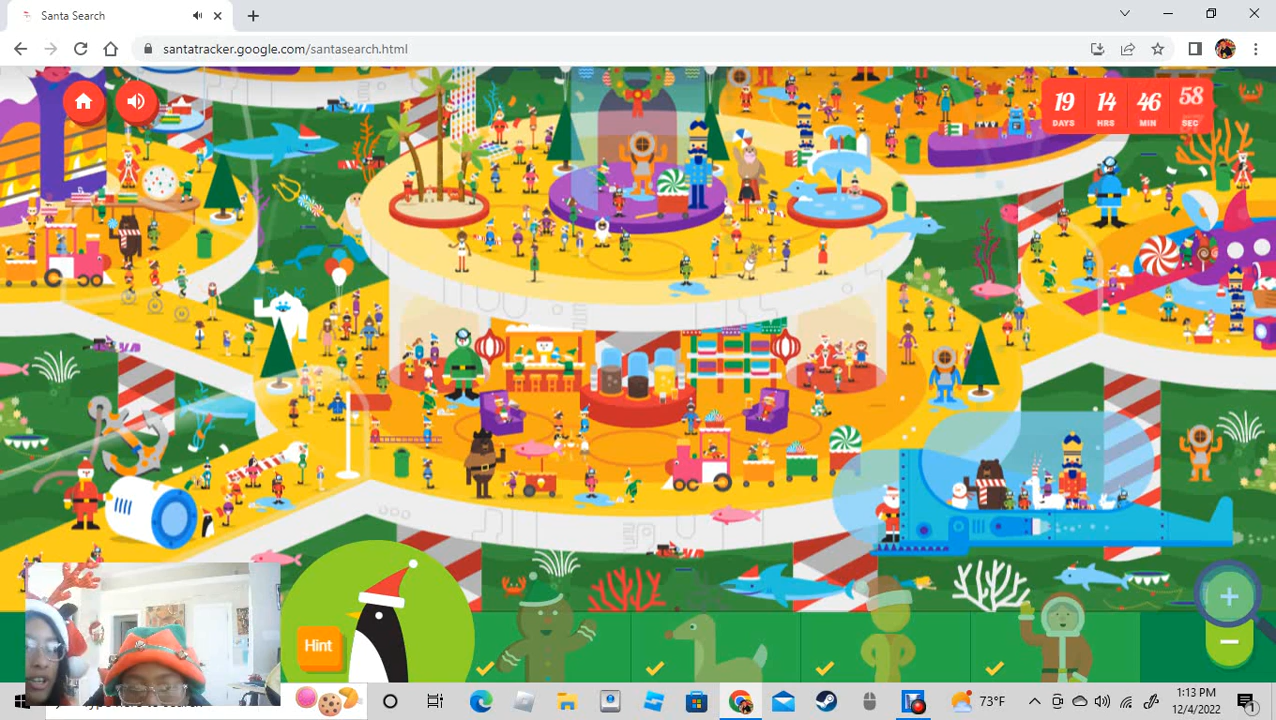 Santa Search
santatracker.google.com/santasearch.html
19 14 46 58
DAYS HRS MIN SEC
Hint
73°F
1:13 PM
12/4/2022
1